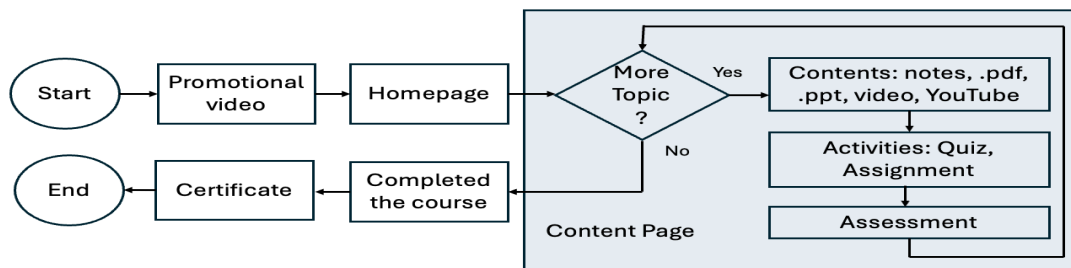 Start
Promotional
video
Homepage
More
Topic
?
Yes
Contents: notes, .pdf,
.ppt, video, YouTube
Activities: Quiz,
Assignment
Assessment
No
Completed
the course
Certificate
End
Content Page